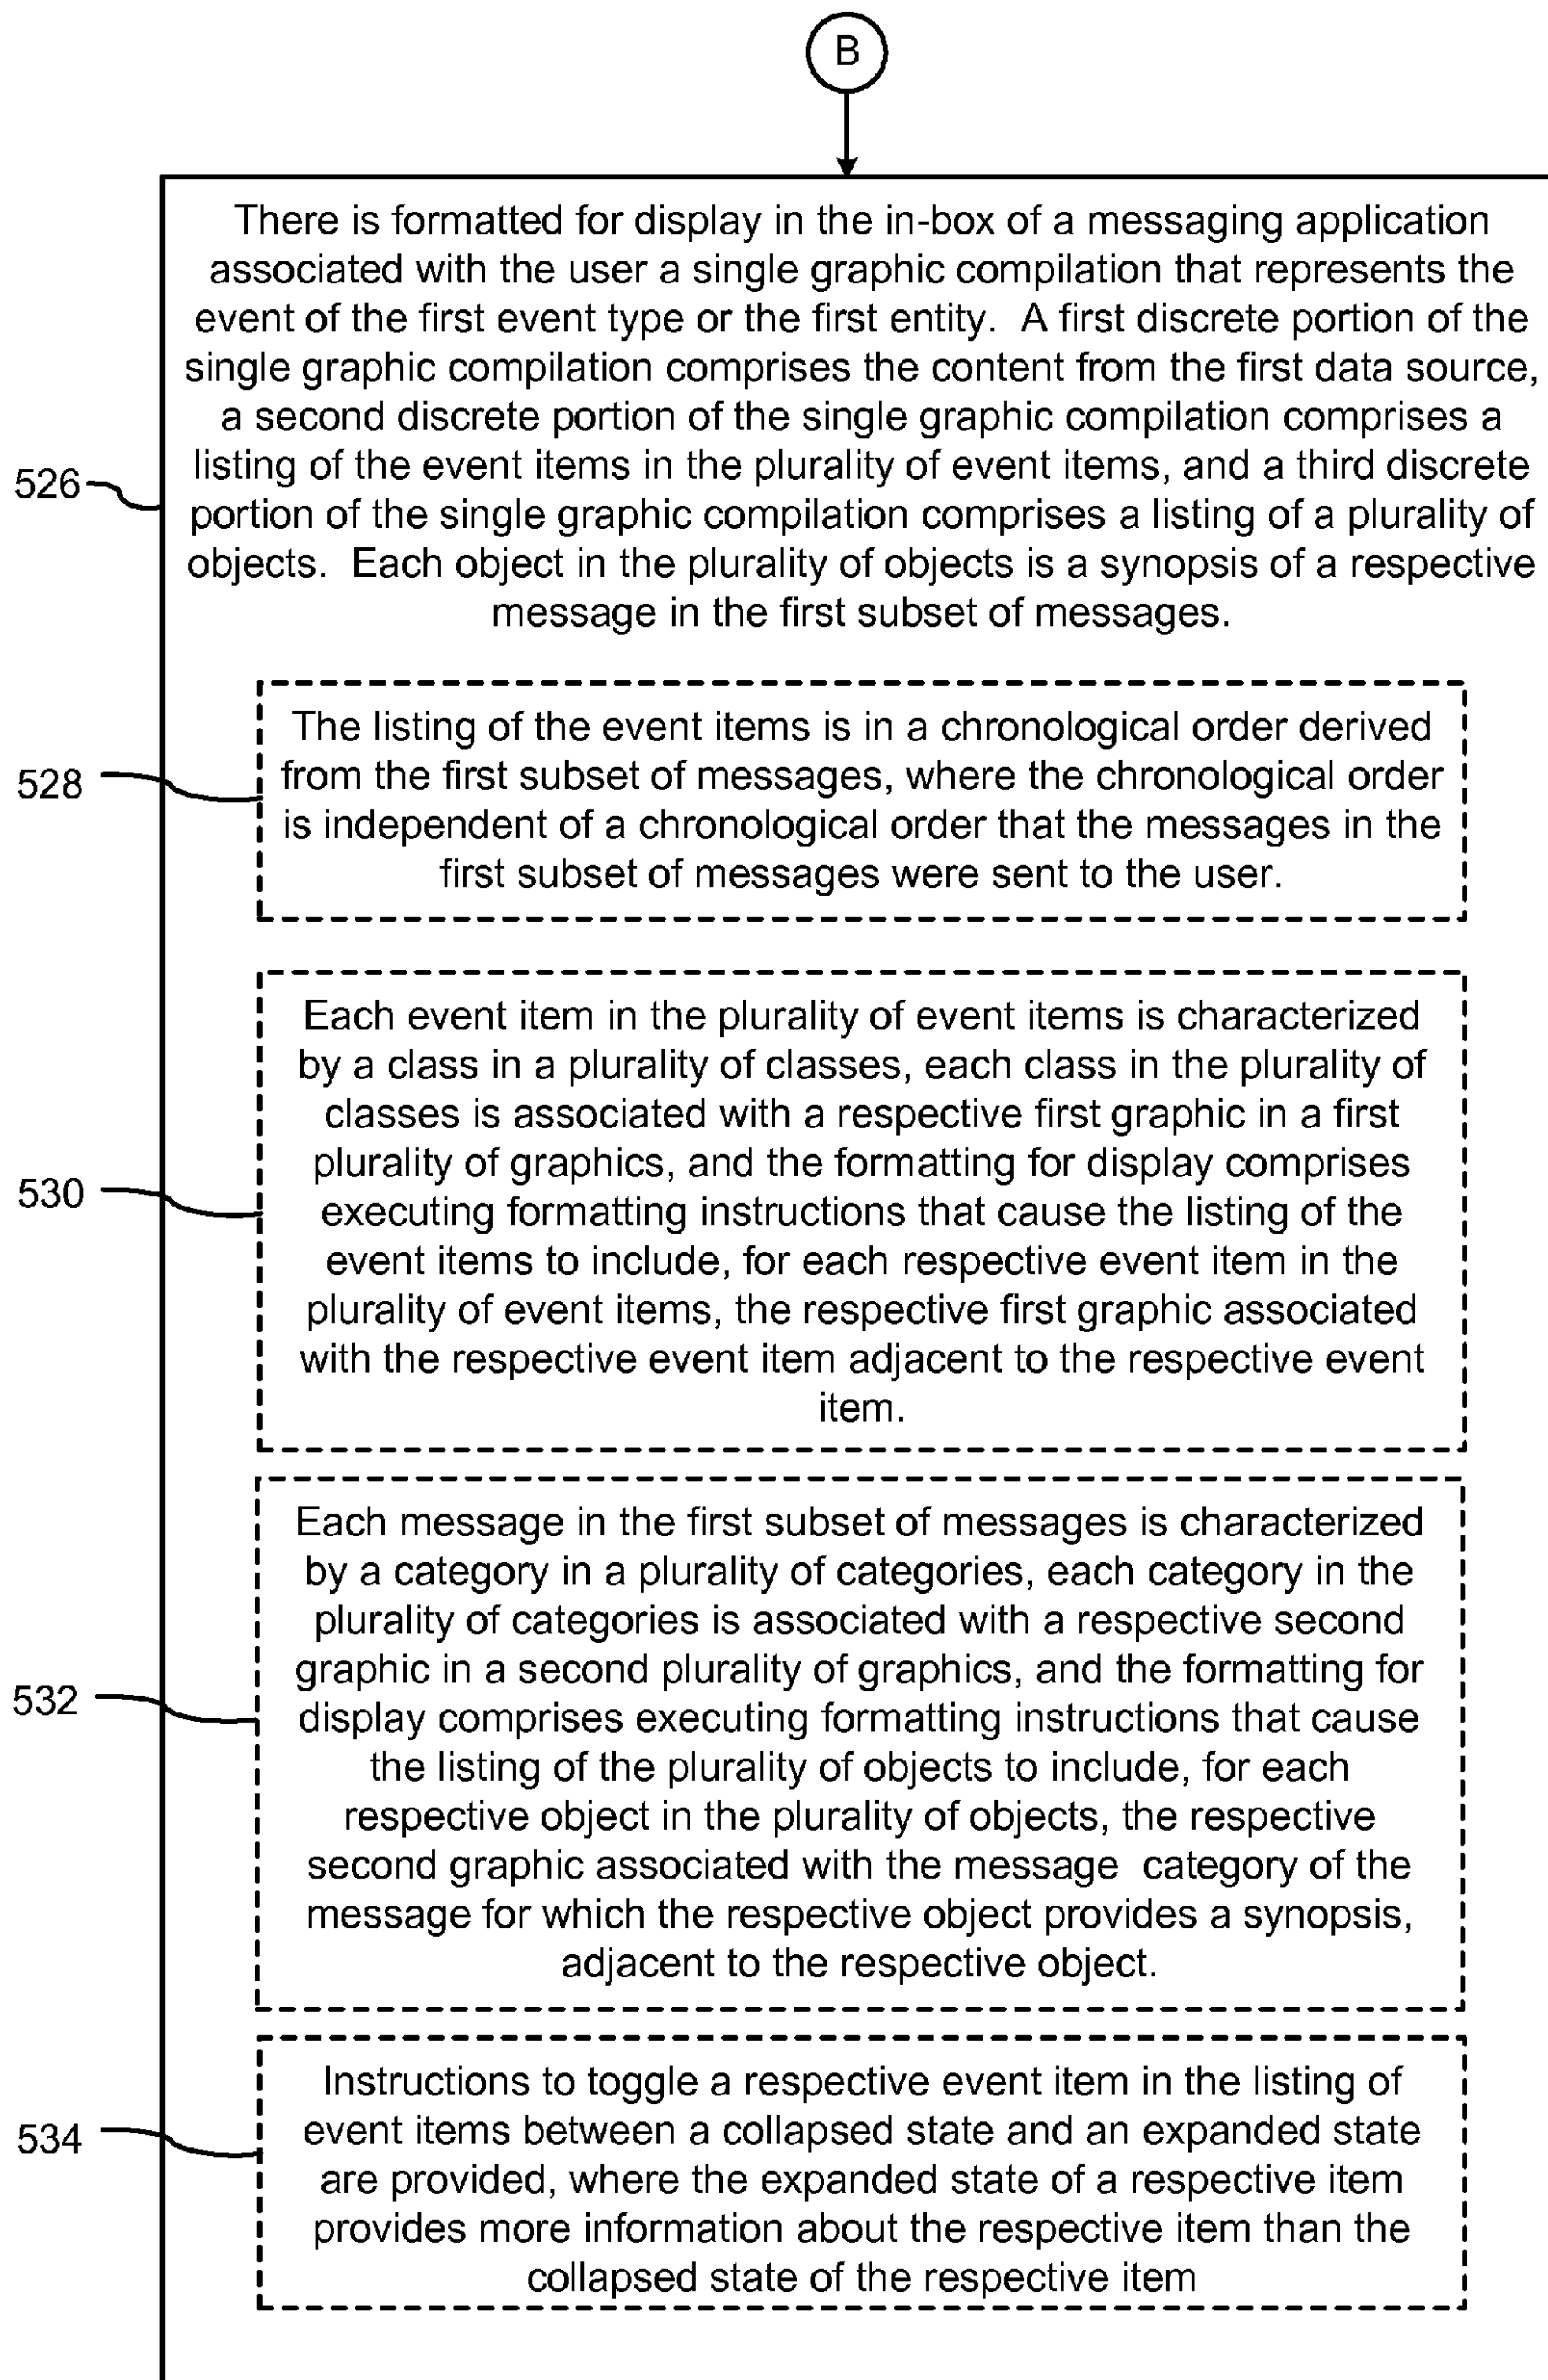 B
There is formatted for display in the in-box of a messaging application
associated with the user a single graphic compilation that represents the
event of the first event type or the first entity.  A first discrete portion of the
single graphic compilation comprises the content from the first data source,
a second discrete portion of the single graphic compilation comprises a
listing of the event items in the plurality of event items, and a third discrete
526
portion of the single graphic compilation comprises a listing of a plurality of
objects.  Each object in the plurality of objects is a synopsis of a respective
message in the first subset of messages.
The listing of the event items is in a chronological order derived
528
from the first subset of messages, where the chronological order
is independent of a chronological order that the messages in the
first subset of messages were sent to the user.
Each event item in the plurality of event items is characterized
by a class in a plurality of classes, each class in the plurality of
classes is associated with a respective first graphic in a first
plurality of graphics, and the formatting for display comprises
530
executing formatting instructions that cause the listing of the
event items to include, for each respective event item in the
plurality of event items, the respective first graphic associated
with the respective event item adjacent to the respective event
item.
Each message in the first subset of messages is characterized
by a category in a plurality of categories, each category in the
plurality of categories is associated with a respective second
graphic in a second plurality of graphics, and the formatting for
532
display comprises executing formatting instructions that cause
the listing of the plurality of objects to include, for each
respective object in the plurality of objects, the respective
second graphic associated with the message  category of the
message for which the respective object provides a synopsis,
adjacent to the respective object.
Instructions to toggle a respective event item in the listing of
534
event items between a collapsed state and an expanded state
are provided, where the expanded state of a respective item
provides more information about the respective item than the
collapsed state of the respective item